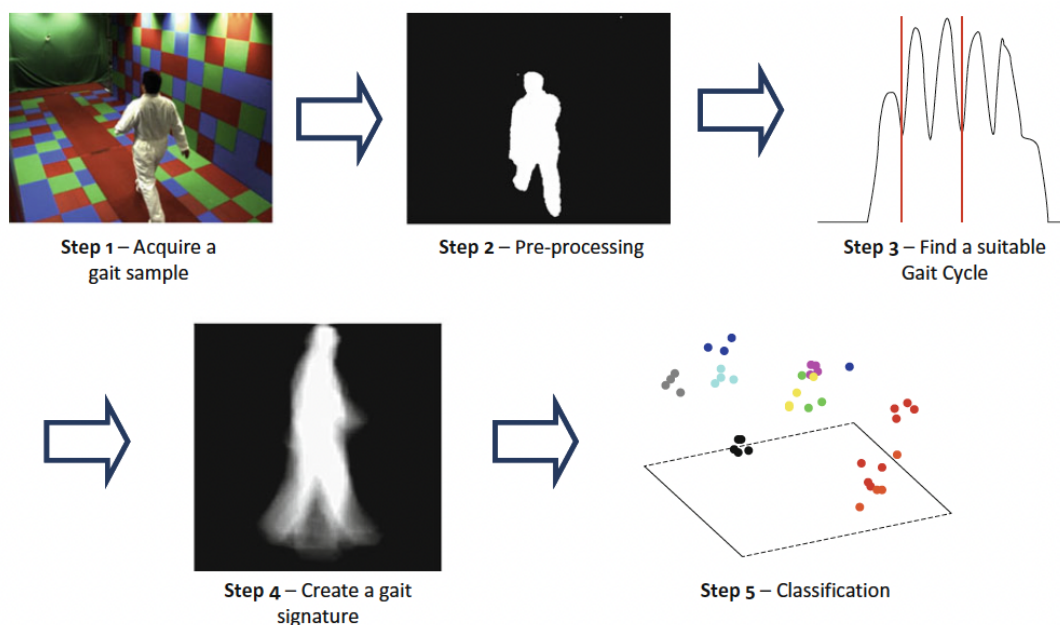 Step 1 – Acquire a
gait sample
Step 2 – Pre-processing
Step 3 – Find a suitable
Gait Cycle
Step 4 – Create a gait
signature
Step 5 – Classification